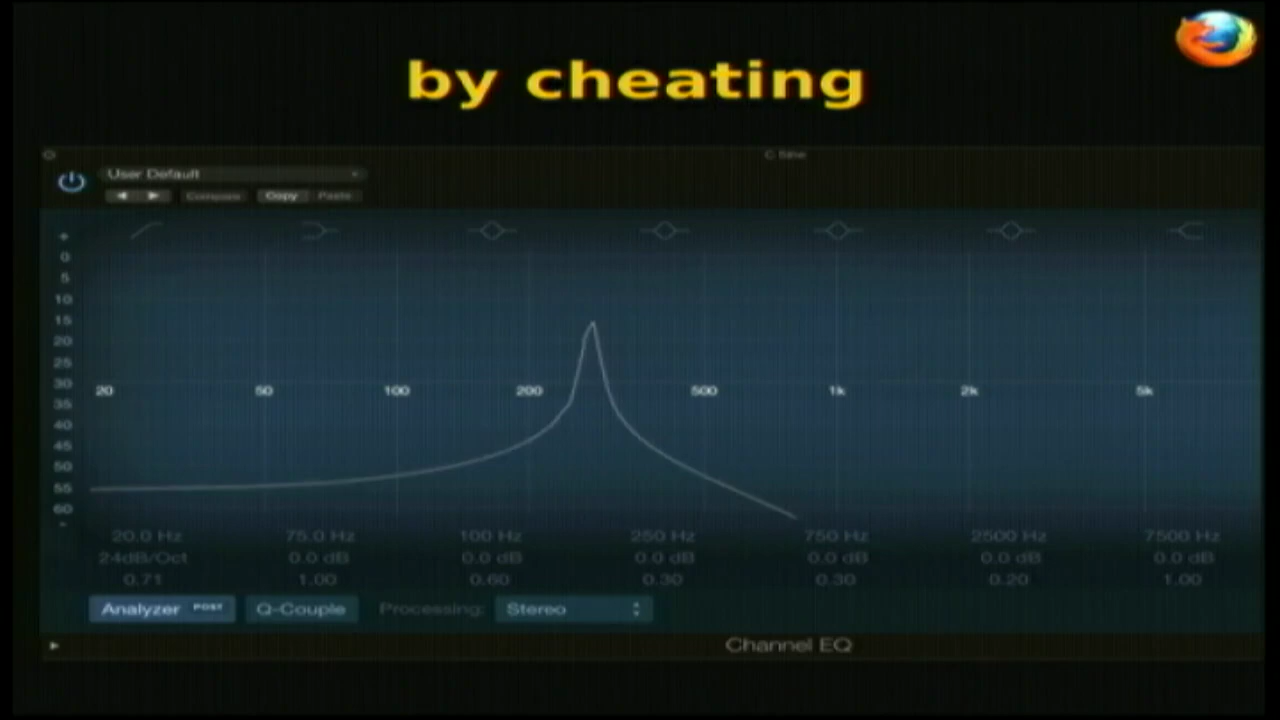 by cheating
C Sine
User Default
Compare Copy Paste
+
0
5
10
15
20
25
30
35
40
45
50
55
60
-
20 50 100 200 500 1k 2k 5k
20.0 Hz 75.0 Hz 100 Hz 250 Hz 750 Hz 2500 Hz 7500 Hz
24dB/Oct 0.0 dB 0.0 dB 0.0 dB 0.0 dB 0.0 dB 0.0 dB
0.71 1.00 0.60 0.30 0.30 0.20 1.00
Analyzer POST Q-Couple Processing: Stereo
Channel EQ